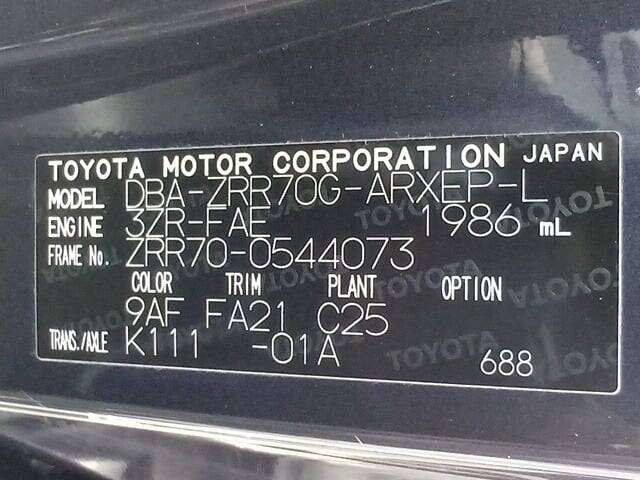 TOYOTA MOTOR CORPORATION JAPAN
MODEL DBA-ZRR70G-ARXEP-L
ENGINE 3ZR-FAE 1986 mL
FRAME No. ZRR70-0544073
COLOR TRIM PLANT OPTION
9AF FA21 C25
TRANS./AXLE K111 -01A 688